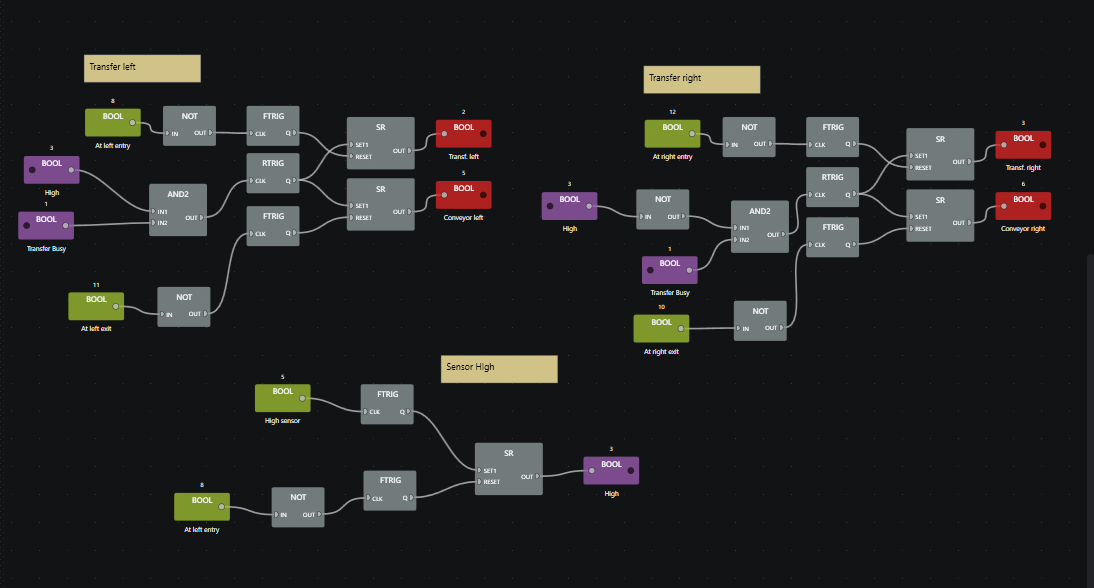 Transfer left
8
BOOL
At left entry
NOT
IN OUT
FTRIG
CLK Q
SR
SET1
RESET
OUT
2
BOOL
Transf. left
3
BOOL
High
1
BOOL
Transfer Busy
AND2
IN1
IN2
OUT
RTRIG
CLK Q
FTRIG
CLK Q
SR
SET1
RESET
OUT
5
BOOL
Conveyor left
11
BOOL
At left exit
NOT
IN OUT
Transfer right
12
BOOL
At right entry
NOT
IN OUT
FTRIG
CLK Q
SR
SET1
RESET
OUT
3
BOOL
Transf. right
3
BOOL
High
NOT
IN OUT
1
BOOL
Transfer Busy
AND2
IN1
IN2
OUT
RTRIG
CLK Q
FTRIG
CLK Q
SR
SET1
RESET
OUT
6
BOOL
Conveyor right
10
BOOL
At right exit
NOT
IN OUT
Sensor HIgh
5
BOOL
High sensor
FTRIG
CLK Q
8
BOOL
At left entry
NOT
IN OUT
FTRIG
CLK Q
SR
SET1
RESET
OUT
3
BOOL
High